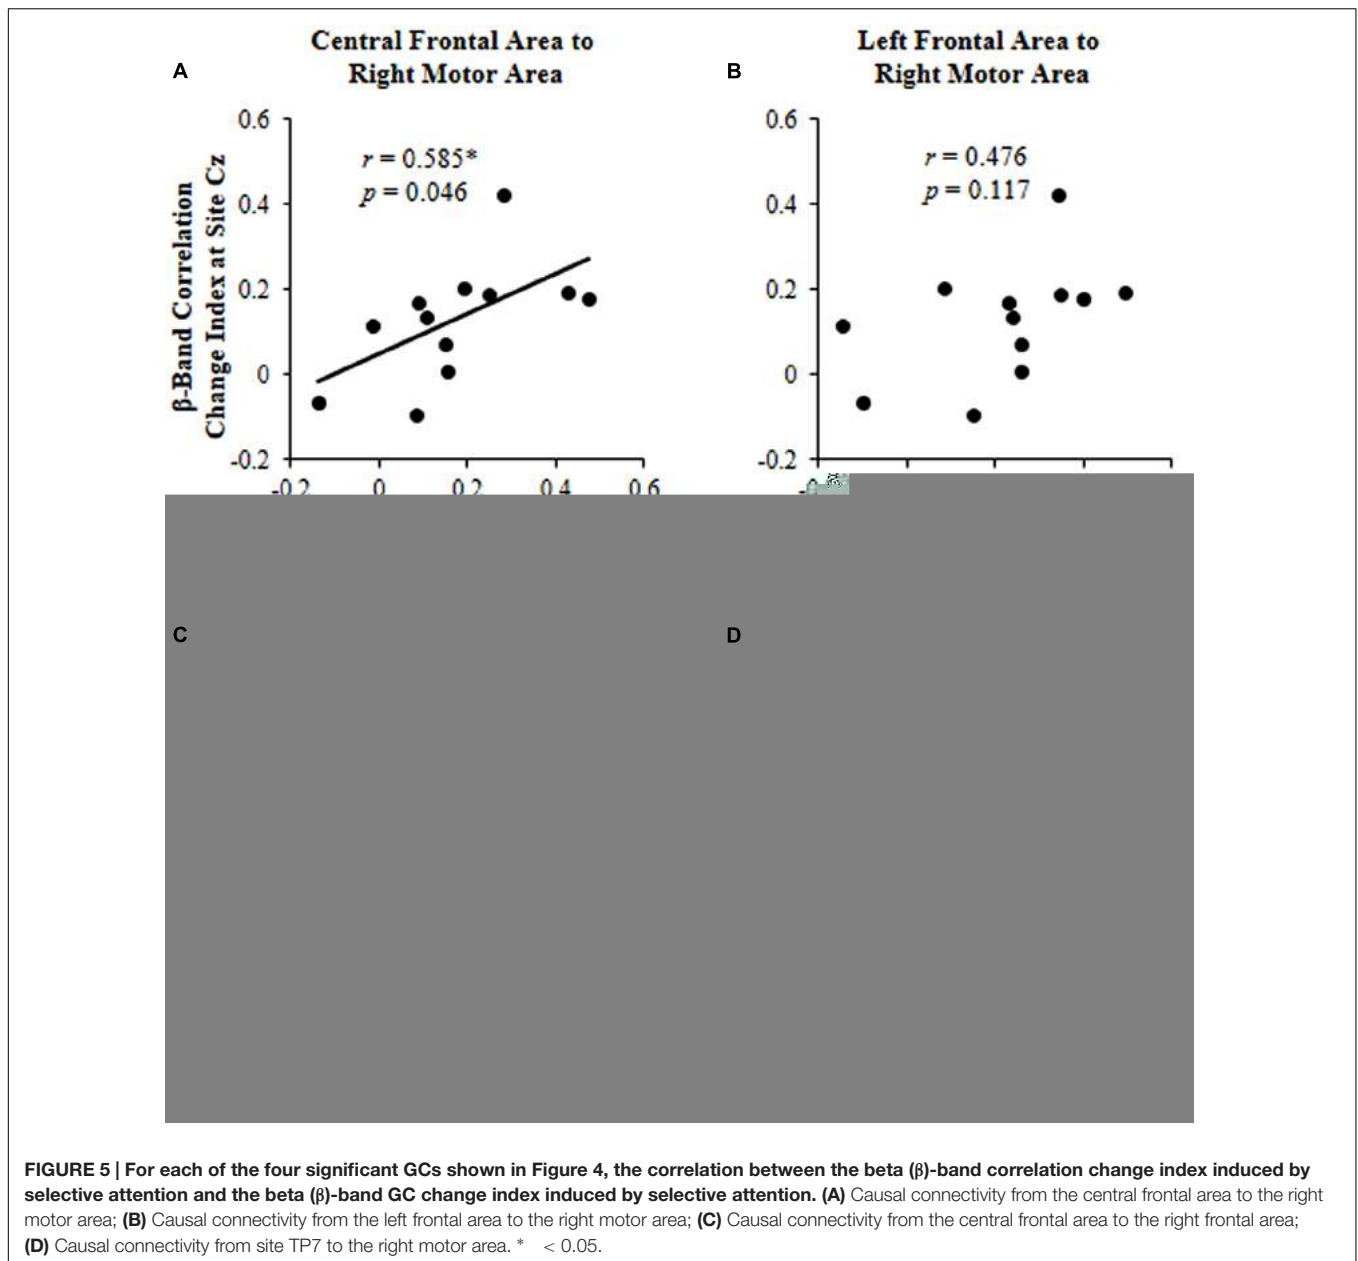 Central Frontal Area to
Right Motor Area
A
β-Band Correlation
Change Index at Site Cz
0.6
0.4
0.2
0
-0.2
r = 0.585*
p = 0.046
-0.2 0 0.2 0.4 0.6
Left Frontal Area to
Right Motor Area
B
0.6
0.4
0.2
0
-0.2
r = 0.476
p = 0.117
C
D
FIGURE 5 | For each of the four significant GCs shown in Figure 4, the correlation between the beta (β)-band correlation change index induced by
selective attention and the beta (β)-band GC change index induced by selective attention. (A) Causal connectivity from the central frontal area to the right
motor area; (B) Causal connectivity from the left frontal area to the right motor area; (C) Causal connectivity from the central frontal area to the right frontal area;
(D) Causal connectivity from site TP7 to the right motor area. * < 0.05.